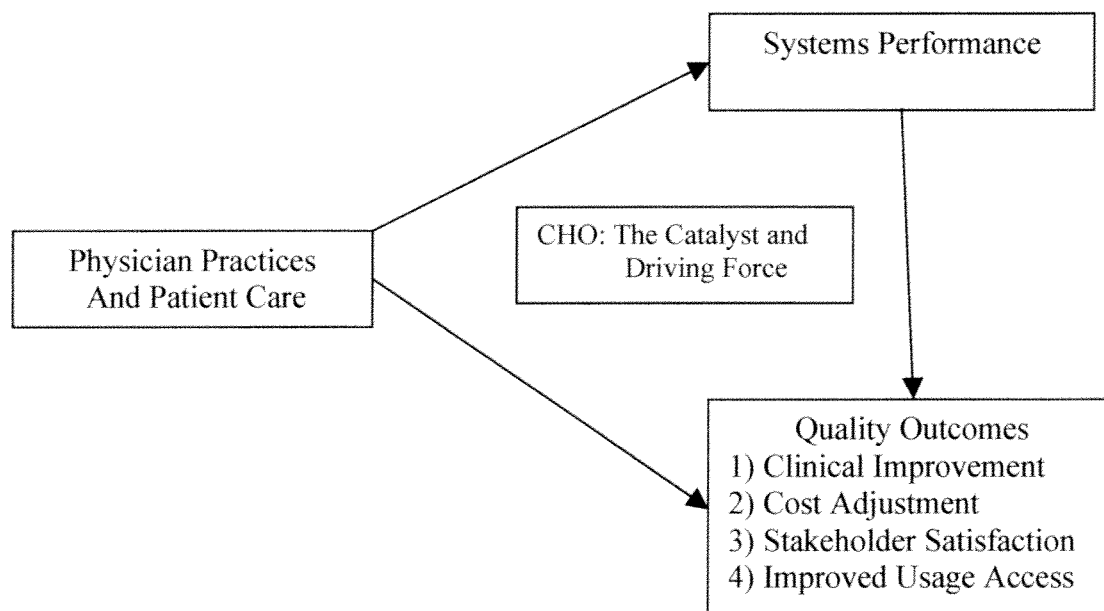 Systems Performance
CHO: The Catalyst and
Driving Force
Physician Practices
And Patient Care
Quality Outcomes
1) Clinical Improvement
2) Cost Adjustment
3) Stakeholder Satisfaction
4) Improved Usage Access